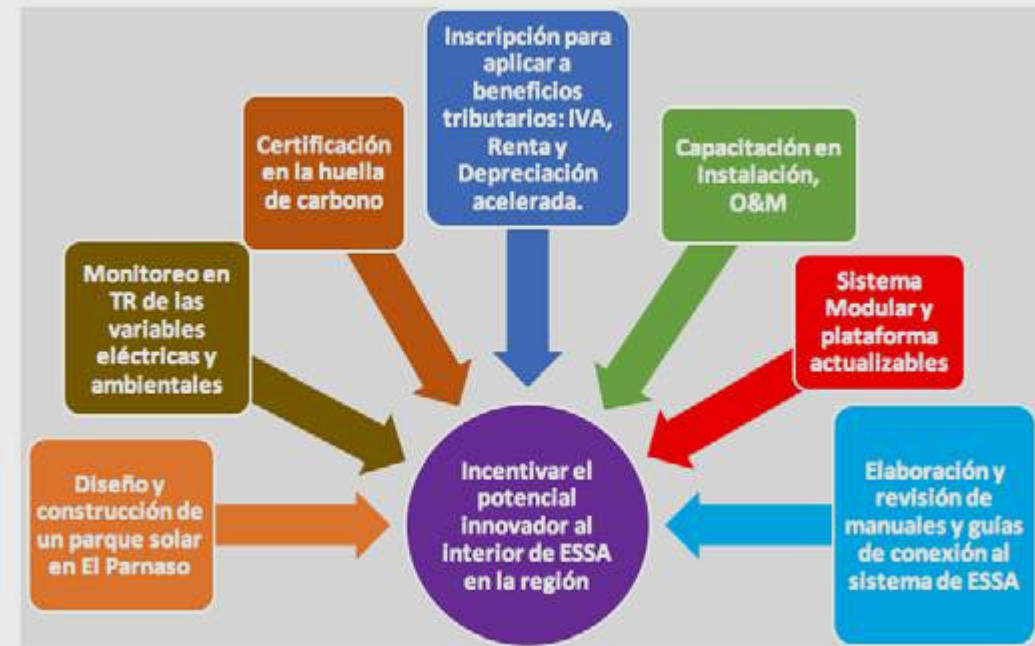 Inscripción para
aplicar a
beneficios
tributarios: IVA,
Renta y
Depreciación
acelerada.
Certificación
en la huella
de carbono
Capacitación en
Instalación,
O&M
Monitoreo en
TR de las
variables
eléctricas y
ambientales
Sistema
Modular y
plataforma
actualizables
Diseño y
construcción de
un parque solar
en El Parnaso
Incentivar el
potencial
innovador al
interior de ESSA
en la región
Elaboración y
revisión de
manuales y guías
de conexión al
sistema de ESSA